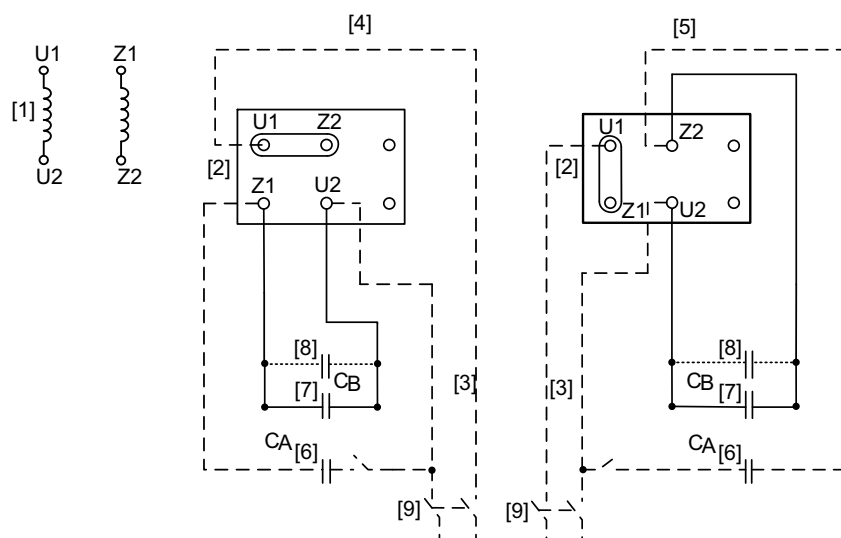 [4]
[5]
U1 Z1
[1]
U2 Z2
U1 Z2
[2]
Z1 U2
U1 Z2
[2]
Z1 U2
[8]
CB
[7]
[3]
CA [6]
[9]
[8]
CB
[7]
[3]
CA [6]
[9]